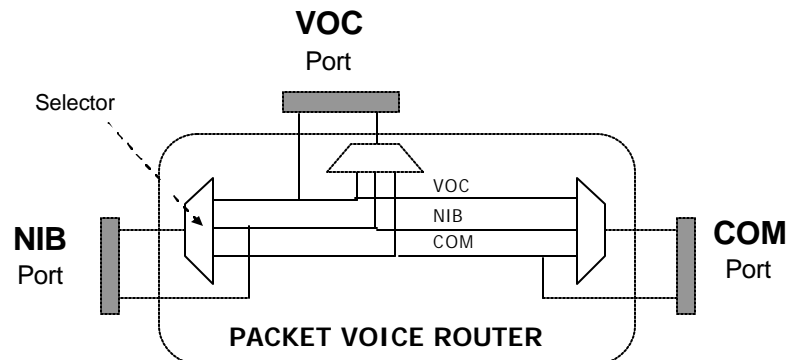 VOC
Port
Selector
VOC
NIB
COM
NIB
Port
COM
Port
PACKET VOICE ROUTER